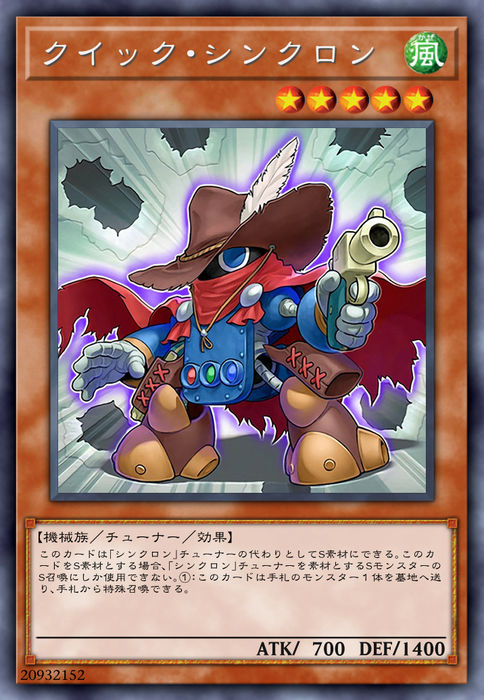 クイック・シンクロン
かぜ
風
【機械族／チューナー／効果】
このカードは「シンクロン」チューナーの代わりとしてS素材にできる。このカ
ードをS素材とする場合、「シンクロン」チューナーを素材とするSモンスターの
S召喚にしか使用できない。①:このカードは手札のモンスター1体を墓地へ送
り、手札から特殊召喚できる。
ATK/ 700 DEF/1400
20932152